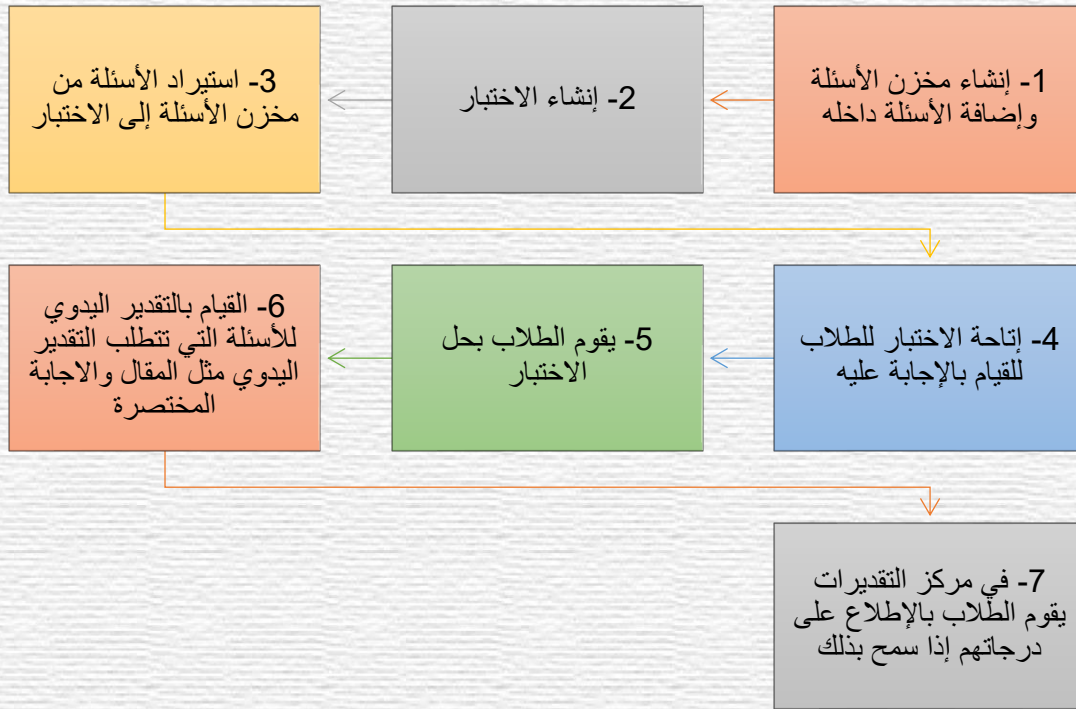 1- إنشاء مخزن الأسئلة
وإضافة الأسئلة داخله
2- إنشاء الاختبار
3- استيراد الأسئلة من
مخزن الأسئلة إلى الاختبار
4- إتاحة الاختبار للطلاب
للقيام بالإجابة عليه
5- يقوم الطلاب بحل
الاختبار
6- القيام بالتقدير اليدوي
للأسئلة التي تتطلب التقدير
اليدوي مثل المقال والاجابة
المختصرة
7- في مركز التقديرات
يقوم الطلاب بالإطلاع على
درجاتهم إذا سمح بذلك